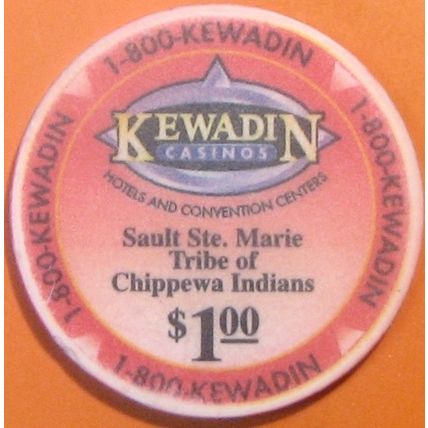 1-800-KEWADIN
KEWADIN
CASINOS
HOTELS AND CONVENTION CENTERS
Sault Ste. Marie
Tribe of
Chippewa Indians
$1.00
1-800-KEWADIN
1-800-KEWADIN
1-800-KEWADIN